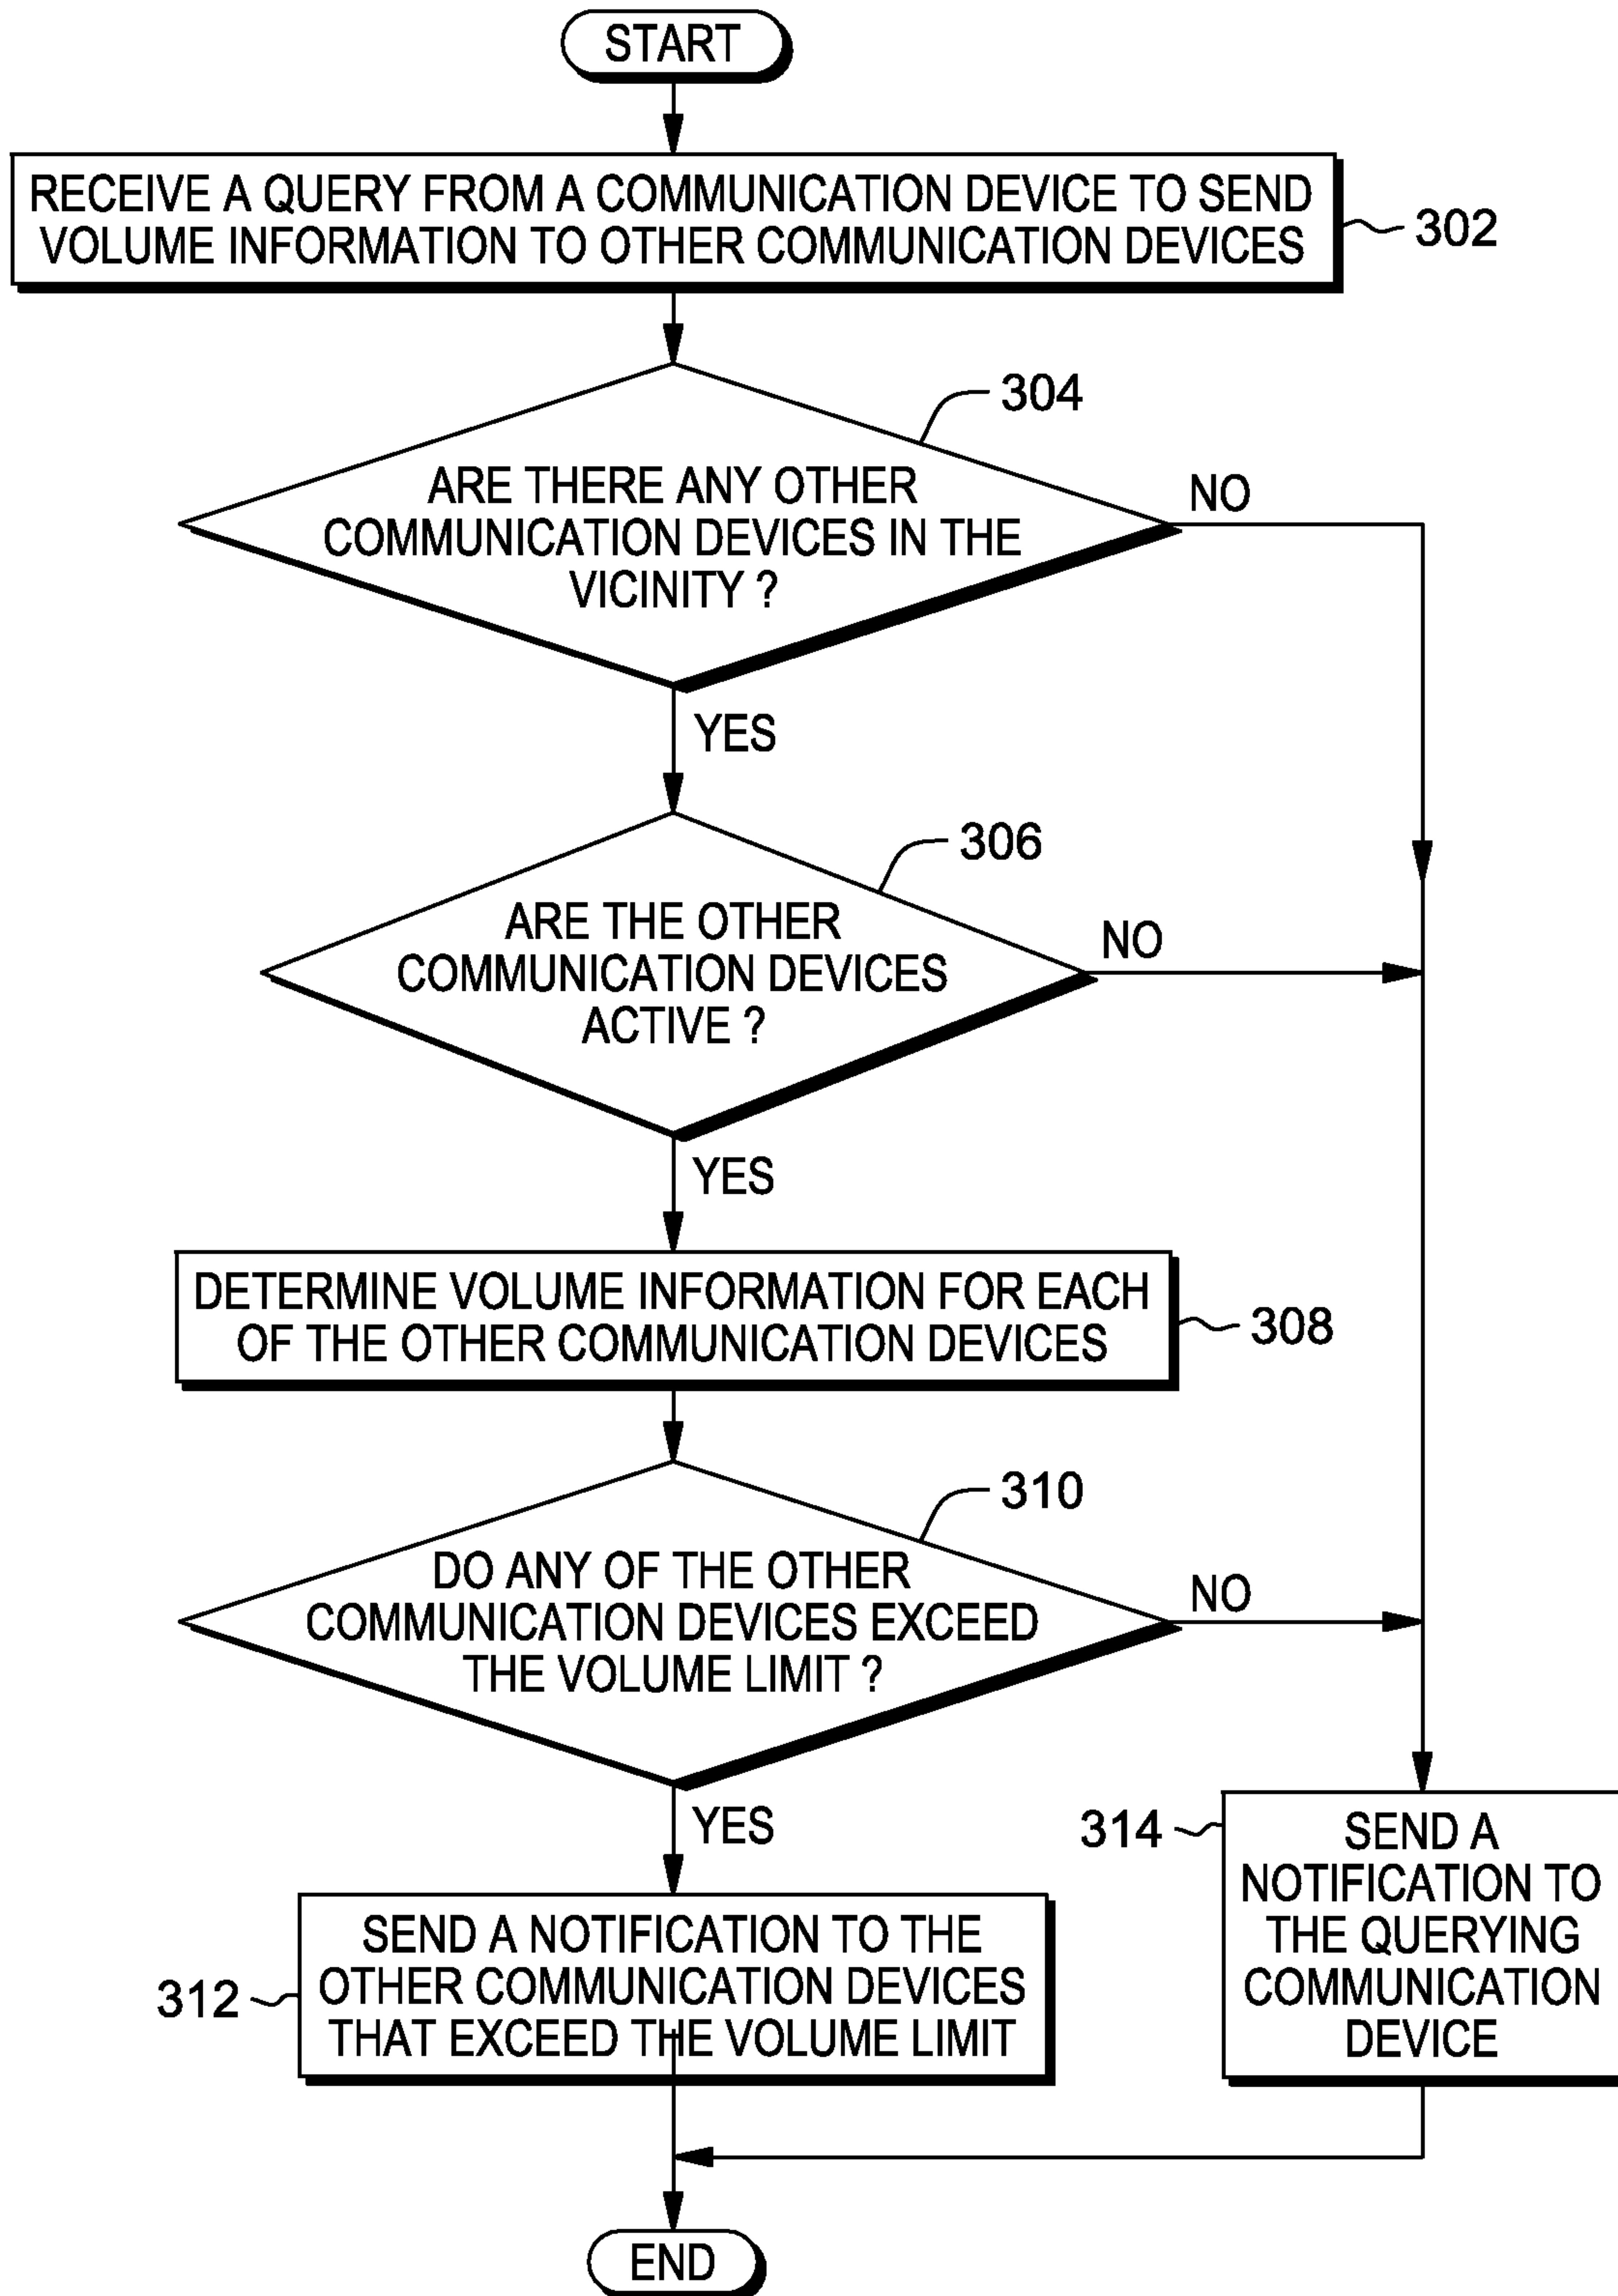 START
RECEIVE A QUERY FROM A COMMUNICATION DEVICE TO SEND
VOLUME INFORMATION TO OTHER COMMUNICATION DEVICES
302
304
ARE THERE ANY OTHER
COMMUNICATION DEVICES IN THE
VICINITY ?
NO
YES
306
ARE THE OTHER
COMMUNICATION DEVICES
ACTIVE ?
NO
YES
DETERMINE VOLUME INFORMATION FOR EACH
OF THE OTHER COMMUNICATION DEVICES
308
310
DO ANY OF THE OTHER
COMMUNICATION DEVICES EXCEED
THE VOLUME LIMIT ?
NO
YES
312
SEND A NOTIFICATION TO THE
OTHER COMMUNICATION DEVICES
THAT EXCEED THE VOLUME LIMIT
314
SEND A
NOTIFICATION TO
THE QUERYING
COMMUNICATION
DEVICE
END